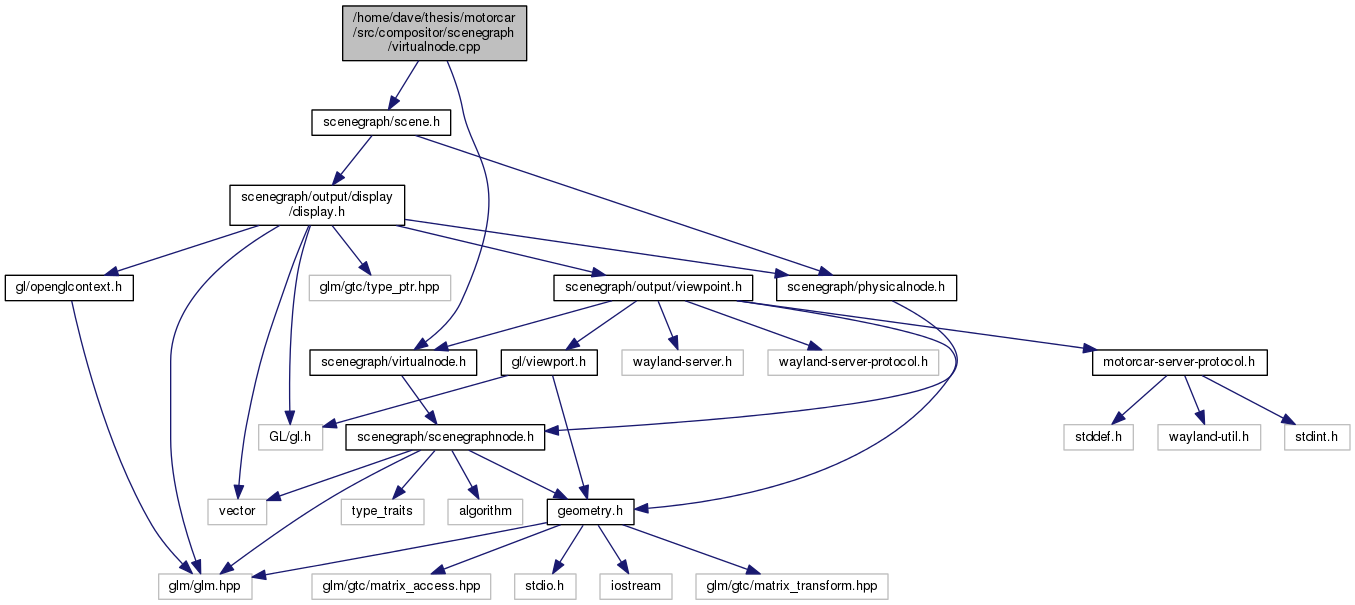 /home/dave/thesis/motorcar
/src/compositor/scenegraph
/virtualnode.cpp
scenegraph/scene.h
scenegraph/output/display
/display.h
gl/openglcontext.h
glm/gtc/type_ptr.hpp
scenegraph/output/viewpoint.h
scenegraph/physicalnode.h
scenegraph/virtualnode.h
gl/viewport.h
wayland-server.h
wayland-server-protocol.h
motorcar-server-protocol.h
GL/gl.h
scenegraph/scenegraphnode.h
stddef.h
wayland-util.h
stdint.h
vector
type_traits
algorithm
geometry.h
glm/glm.hpp
glm/gtc/matrix_access.hpp
stdio.h
iostream
glm/gtc/matrix_transform.hpp